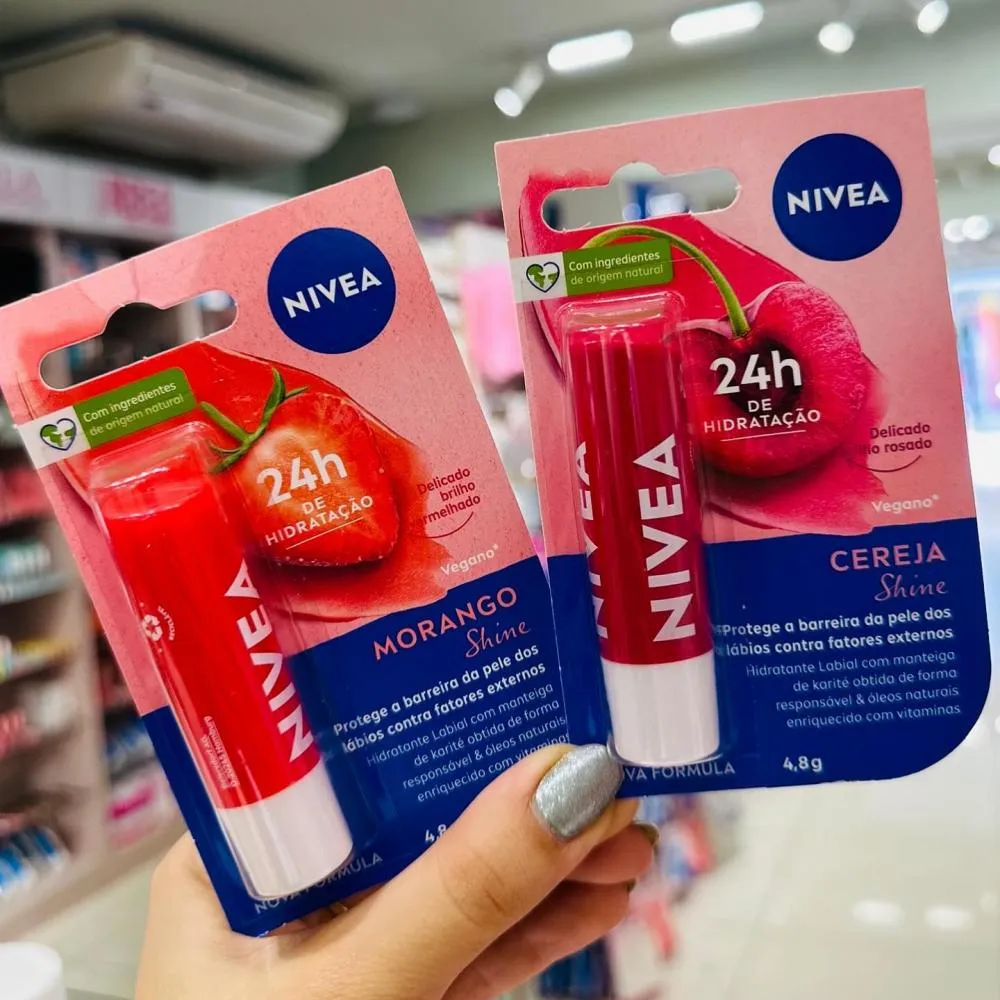 NIVEA
Com ingredientes
de origem natural
24h
DE
HIDRATAÇÃO
Delicado
brilho
vermelhado
Vegano*
MORANGO
Shine
Protege a barreira da pele dos
lábios contra fatores externos
Hidratante Labial com manteiga
de karité obtida de forma
responsável & óleos naturais
enriquecido com vitaminas
4,8
NOVA FÓRMULA
NIVEA
NIVEA
Com ingredientes
de origem natural
24h
DE
HIDRATAÇÃO
Delicado
rosado
Vegano*
CEREJA
Shine
Protege a barreira da pele dos
lábios contra fatores externos
Hidratante Labial com manteiga
de karité obtida de forma
responsável & óleos naturais
enriquecido com vitaminas
NOVA FÓRMULA
4,8g
NIVEA
NIVEA